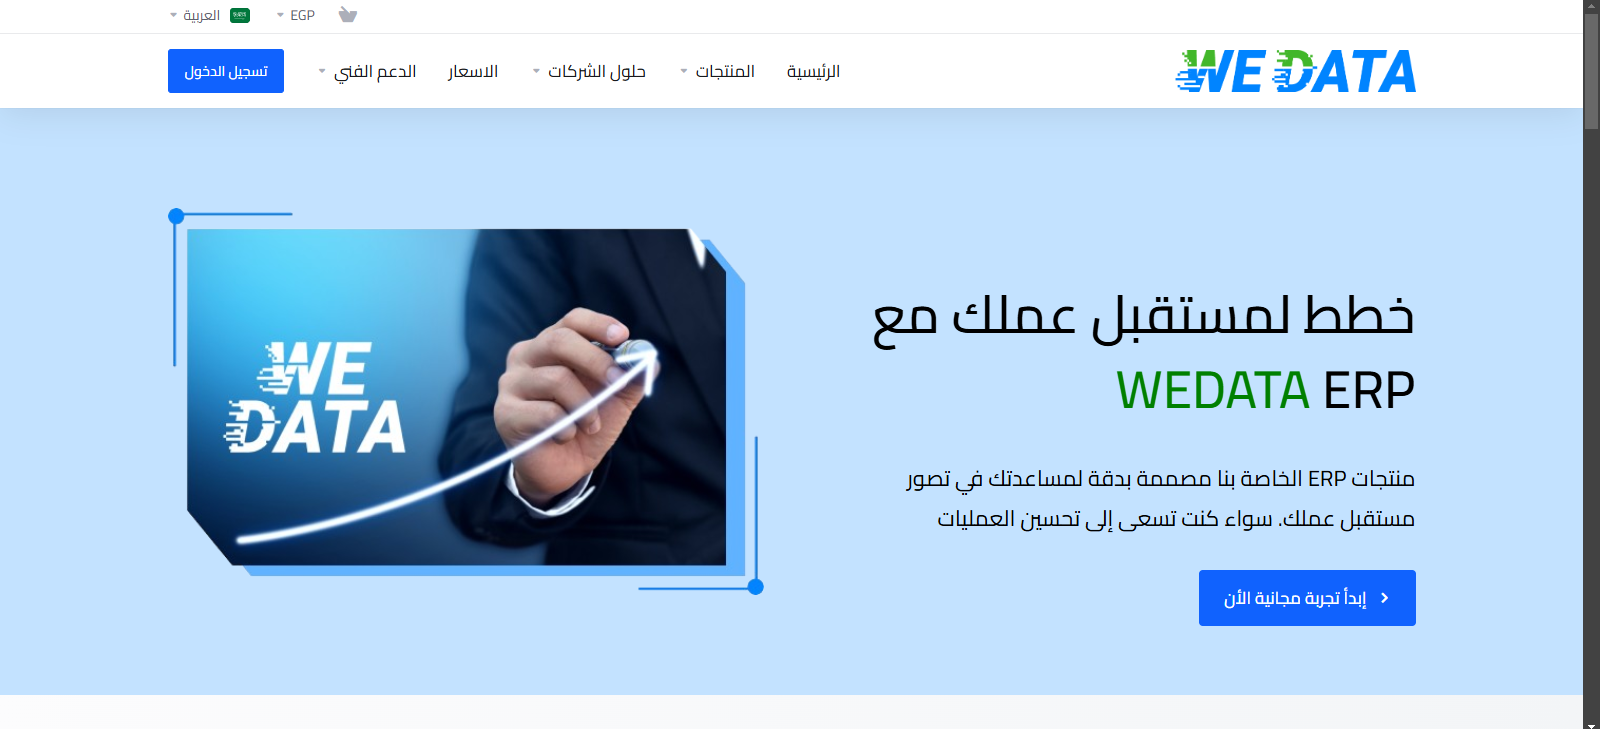 EGP
العربية
WE DATA
الرئيسية
المنتجات
حلول الشركات
الاسعار
الدعم الفني
تسجيل الدخول
خطط لمستقبل عملك مع
WEDATA ERP
منتجات ERP الخاصة بنا مصممة بدقة لمساعدتك في تصور
مستقبل عملك. سواء كنت تسعى إلى تحسين العمليات
إبدأ تجربة مجانية الأن
WE
DATA